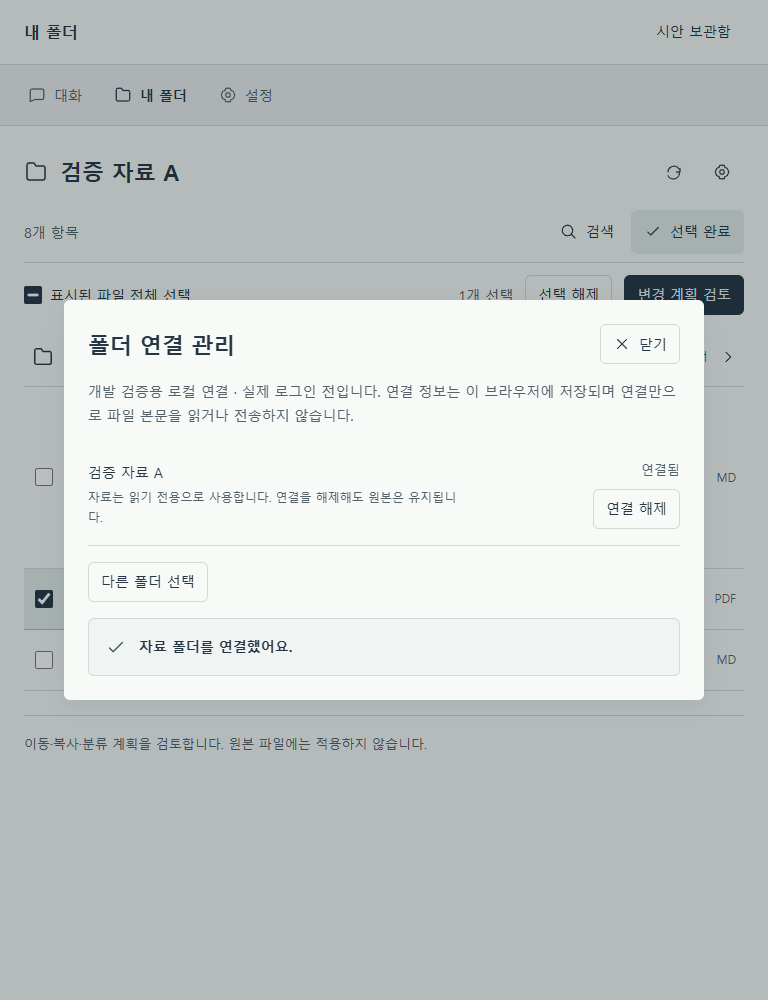 내 폴더
시안 보관함
대화
내 폴더
설정
검증 자료 A
8개 항목
검색
선택 완료
표시된 파일 전체 선택
1개 선택
선택 해제
변경 계획 검토
폴더 연결 관리
닫기
개발 검증용 로컬 연결 · 실제 로그인 전입니다. 연결 정보는 이 브라우저에 저장되며 연결만으
로 파일 본문을 읽거나 전송하지 않습니다.
검증 자료 A
연결됨
자료는 읽기 전용으로 사용합니다. 연결을 해제해도 원본은 유지됩니
다.
연결 해제
MD
다른 폴더 선택
PDF
자료 폴더를 연결했어요.
MD
이동·복사·분류 계획을 검토합니다. 원본 파일에는 적용하지 않습니다.